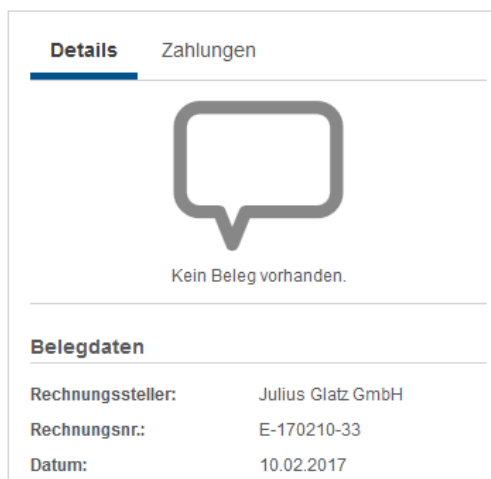 Details Zahlungen
Kein Beleg vorhanden.
Belegdaten
Rechnungssteller: Julius Glatz GmbH
Rechnungsnr.: E-170210-33
Datum: 10.02.2017